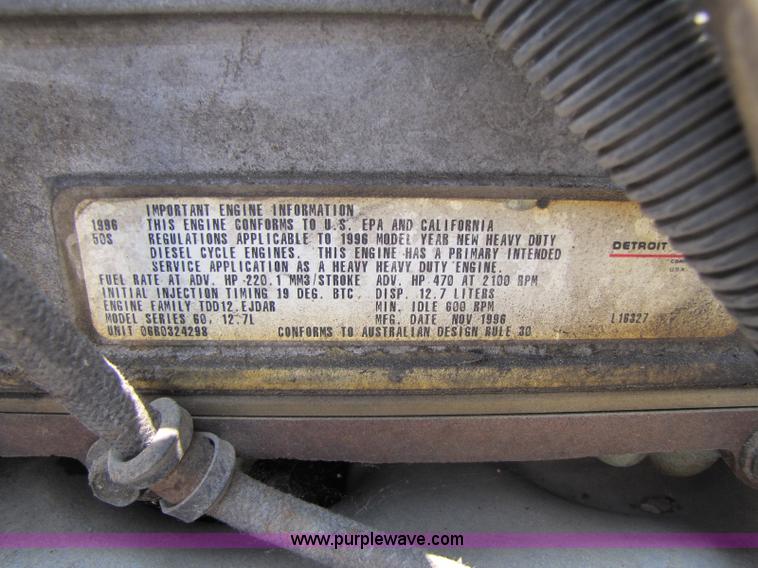 IMPORTANT ENGINE INFORMATION
1996 THIS ENGINE CONFORMS TO U.S. EPA AND CALIFORNIA
50S REGULATIONS APPLICABLE TO 1996 MODEL YEAR NEW HEAVY DUTY
DIESEL CYCLE ENGINES. THIS ENGINE HAS A PRIMARY INTENDED
SERVICE APPLICATION AS A HEAVY HEAVY DUTY ENGINE.
FUEL RATE AT ADV. HP 220.1 MM3/STROKE ADV. HP 470 AT 2100 RPM
INITIAL INJECTION TIMING 19 DEG. BTC. DISP. 12.7 LITERS
ENGINE FAMILY TDD12.EJDAR MIN. IDLE 600 RPM
MODEL SERIES 60, 12.7L MFG. DATE NOV 1996
UNIT 06R0324298 CONFORMS TO AUSTRALIAN DESIGN RULE 30
DETROIT
L16327
www.purplewave.com